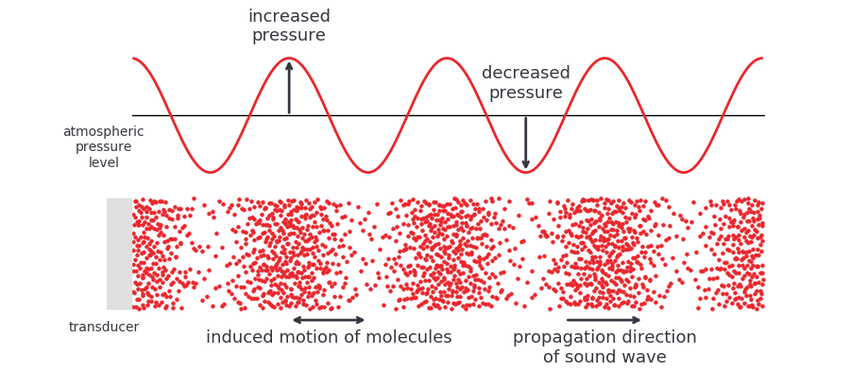 increased
pressure
decreased
pressure
atmospheric
pressure
level
transducer
induced motion of molecules
propagation direction
of sound wave